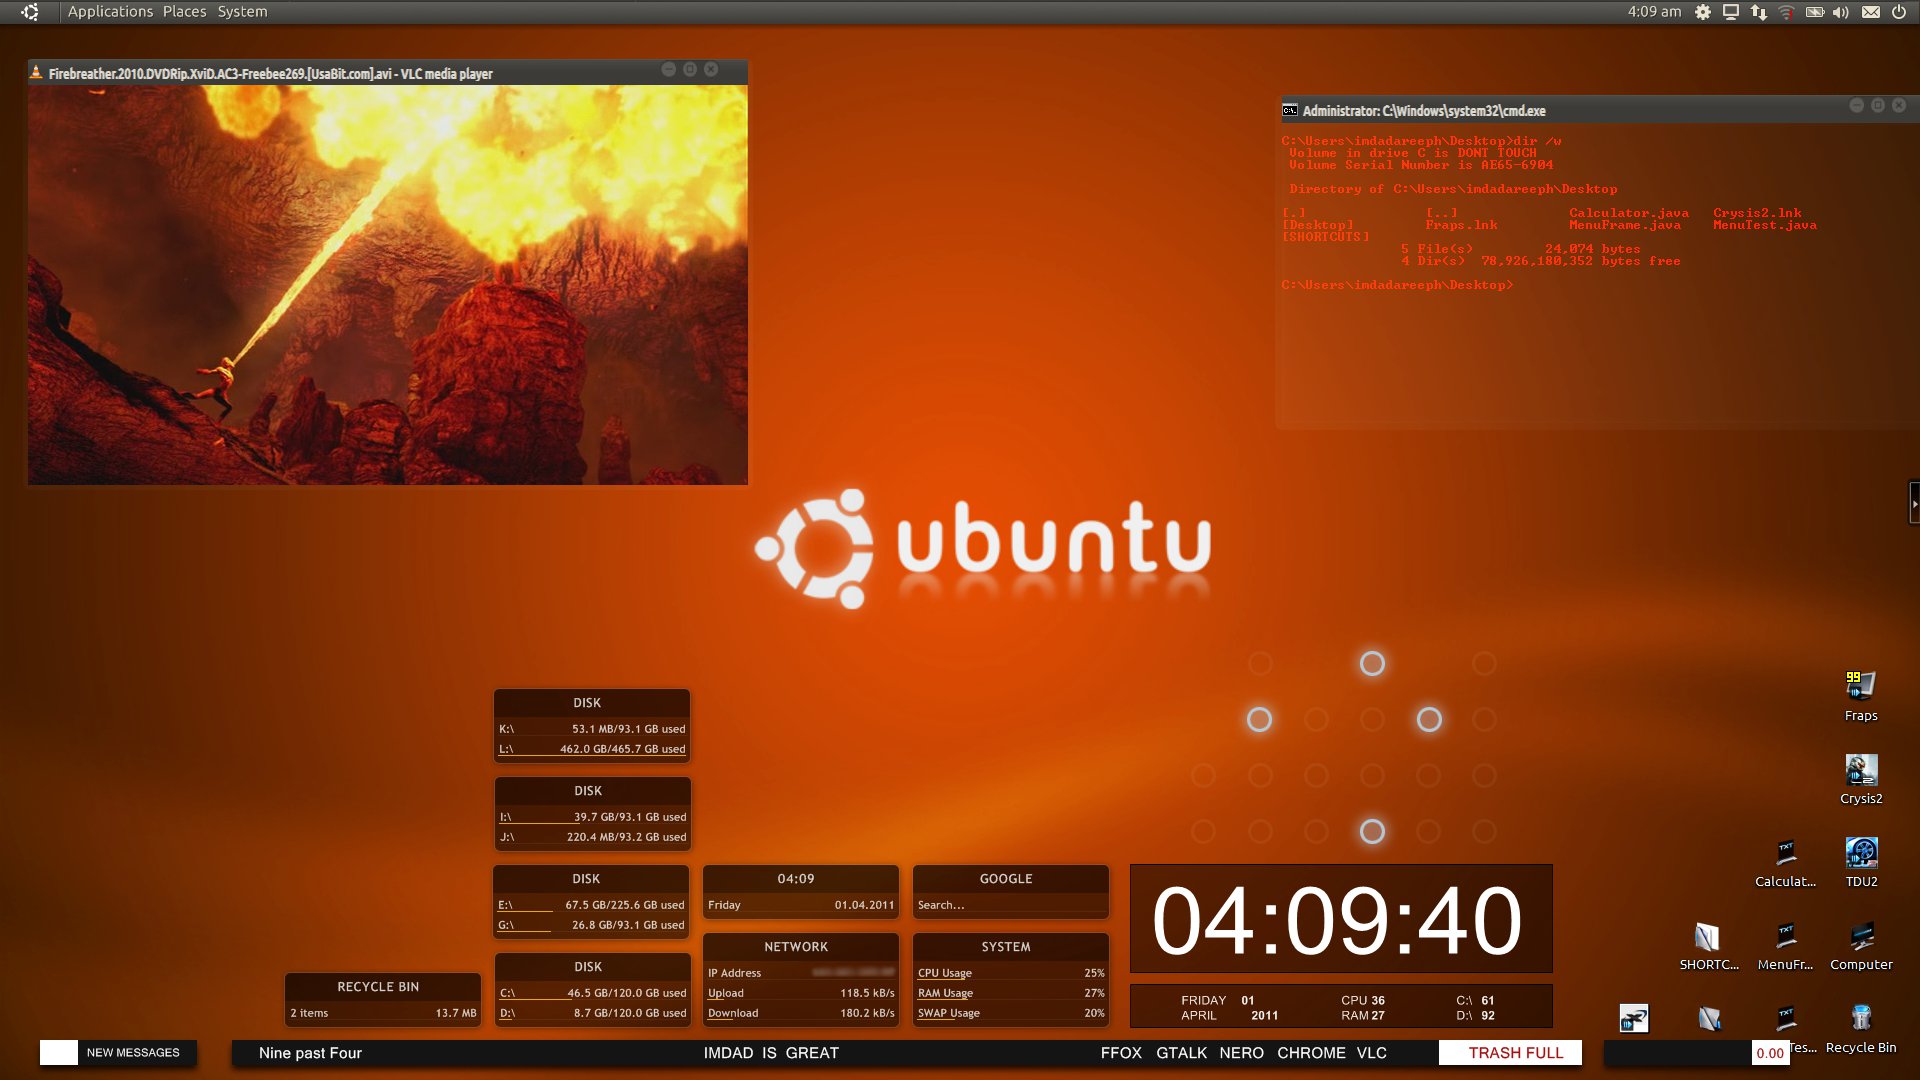 Applications Places System
4:09 am
Firebreather.2010.DVDRip.XviD.AC3-Freebee269.[UsaBit.com].avi - VLC media player
Administrator: C:\Windows\system32\cmd.exe
C:\Users\imdadareeph\Desktop>dir /w
Volume in drive C is DONT TOUCH
Volume Serial Number is AE65-6904
Directory of C:\Users\imdadareeph\Desktop
[.] [..] Calculator.java Crysis2.lnk
[Desktop] Fraps.lnk MenuFrame.java MenuTest.java
[SHORTCUTS]
5 File(s) 24,074 bytes
4 Dir(s) 78,926,180,352 bytes free
C:\Users\imdadareeph\Desktop>
ubuntu
DISK
K:\ 53.1 MB/93.1 GB used
L:\ 462.0 GB/465.7 GB used
DISK
I:\ 39.7 GB/93.1 GB used
J:\ 220.4 MB/93.2 GB used
DISK
E:\ 67.5 GB/225.6 GB used
G:\ 26.8 GB/93.1 GB used
DISK
C:\ 46.5 GB/120.0 GB used
D:\ 8.7 GB/120.0 GB used
RECYCLE BIN
2 items 13.7 MB
04:09
Friday 01.04.2011
NETWORK
IP Address
Upload 118.5 kB/s
Download 180.2 kB/s
GOOGLE
Search...
SYSTEM
CPU Usage 25%
RAM Usage 27%
SWAP Usage 20%
04:09:40
FRIDAY 01 CPU 36 C:\ 61
APRIL 2011 RAM 27 D:\ 92
99
Fraps
2
Crysis2
TXT
Calculat...
TDU2
SHORTC...
TXT
MenuFr...
Computer
TXT
Tes...
Recycle Bin
NEW MESSAGES
Nine past Four
IMDAD IS GREAT
FFOX GTALK NERO CHROME VLC
TRASH FULL
0.00